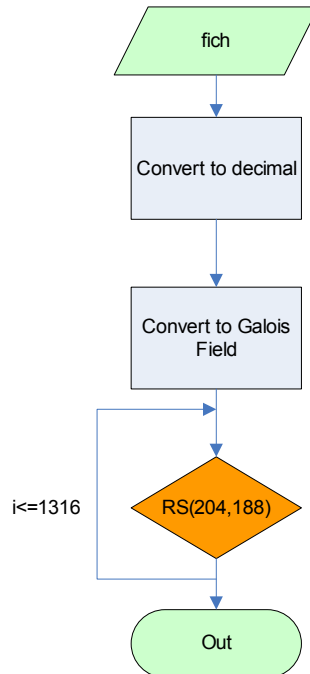 fich
Convert to decimal
Convert to Galois
Field
i<=1316
RS(204,188)
Out